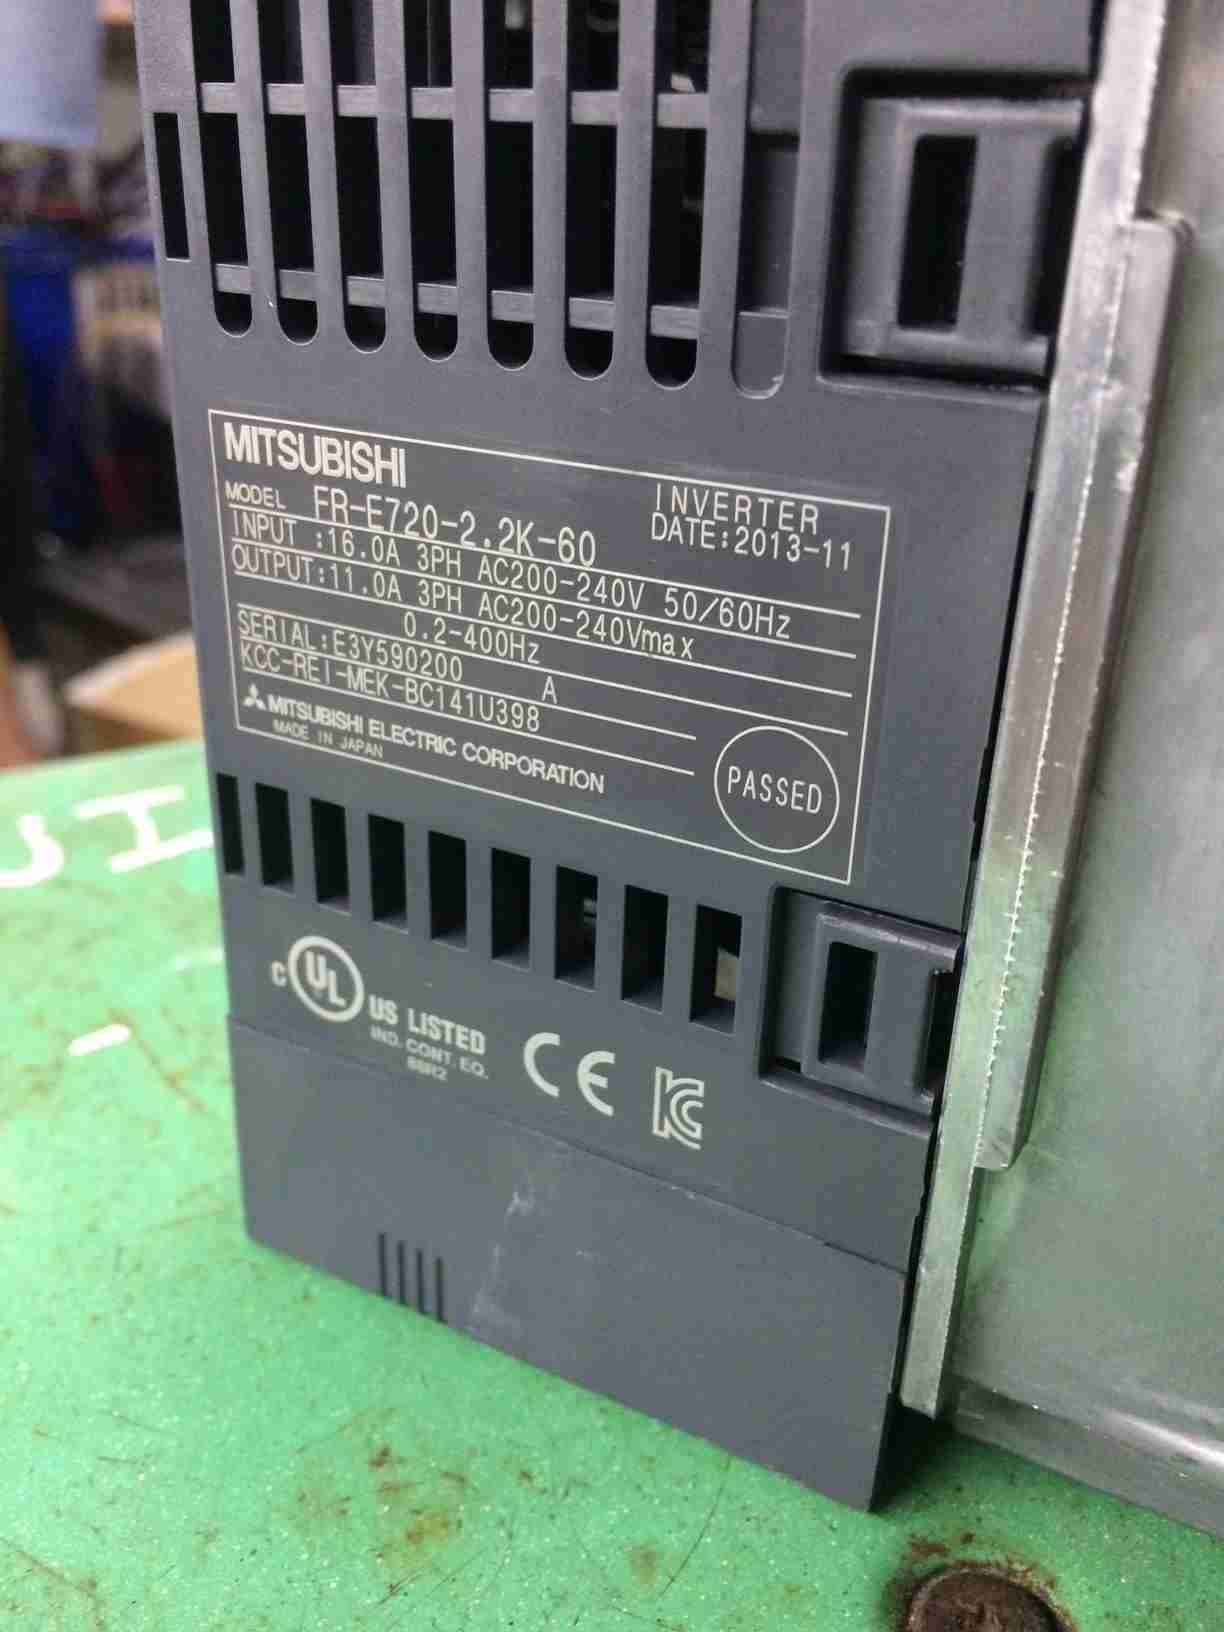 MITSUBISHI
INVERTER
MODEL FR-E720-2.2K-60
DATE:2013-11
INPUT :16.0A 3PH AC200-240V 50/60Hz
OUTPUT:11.0A 3PH AC200-240Vmax
0.2-400Hz
SERIAL:E3Y590200 A
KCC-REI-MEK-BC141U398
MITSUBISHI ELECTRIC CORPORATION
MADE IN JAPAN
PASSED
C UL US LISTED
IND. CONT. EQ.
88R2
CE
KC